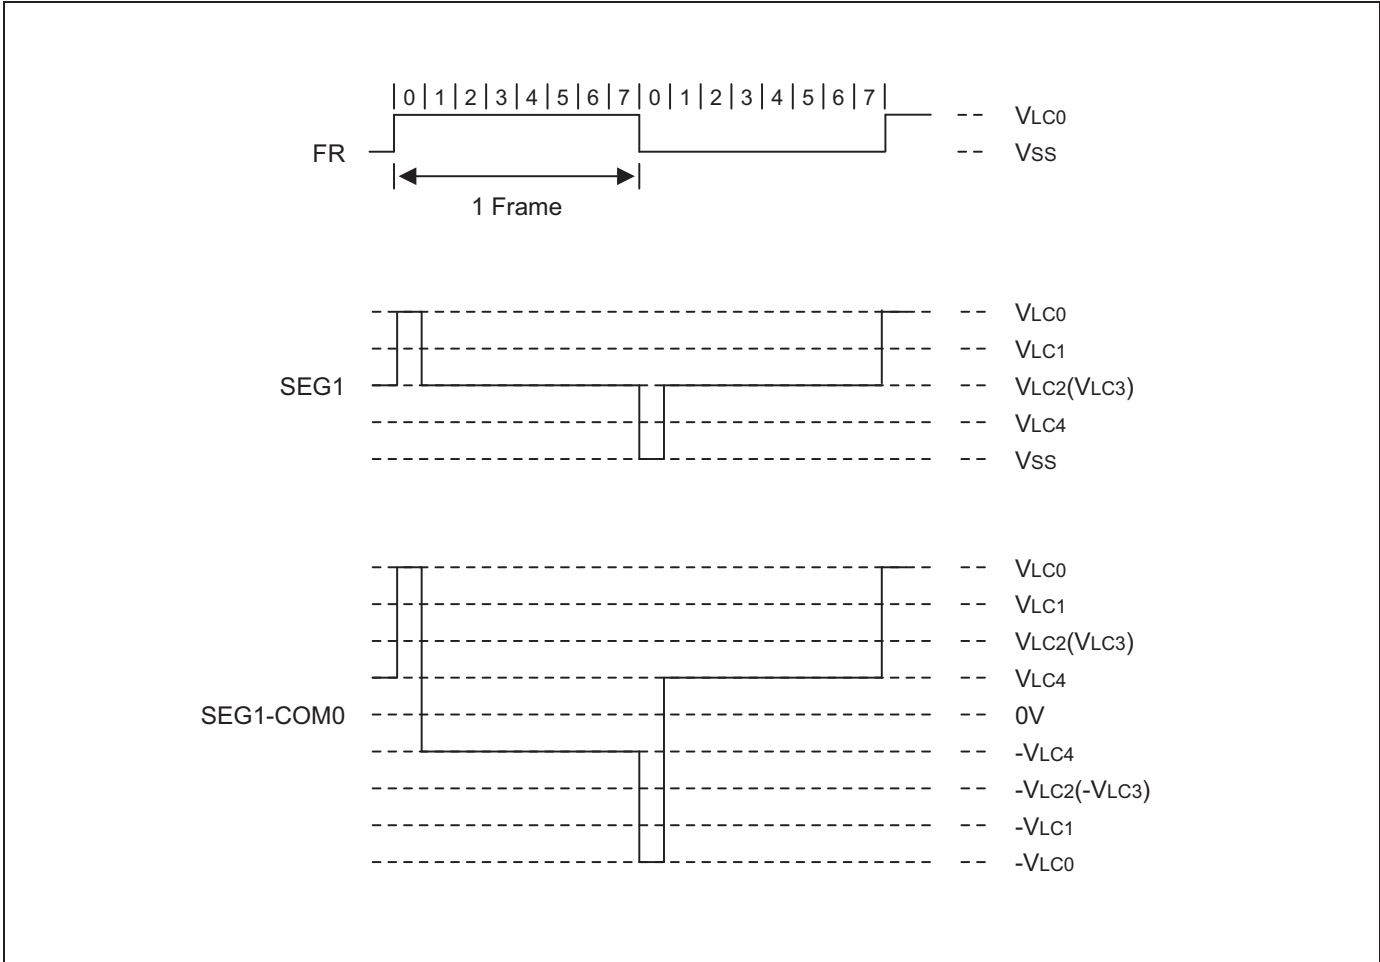 0 1 2 3 4 5 6 7 0 1 2 3 4 5 6 7
VLC0
FR
VSS
1 Frame
VLC0
VLC1
SEG1
VLC2(VLC3)
VLC4
VSS
VLC0
VLC1
VLC2(VLC3)
VLC4
SEG1-COM0
0V
-VLC4
-VLC2(-VLC3)
-VLC1
-VLC0